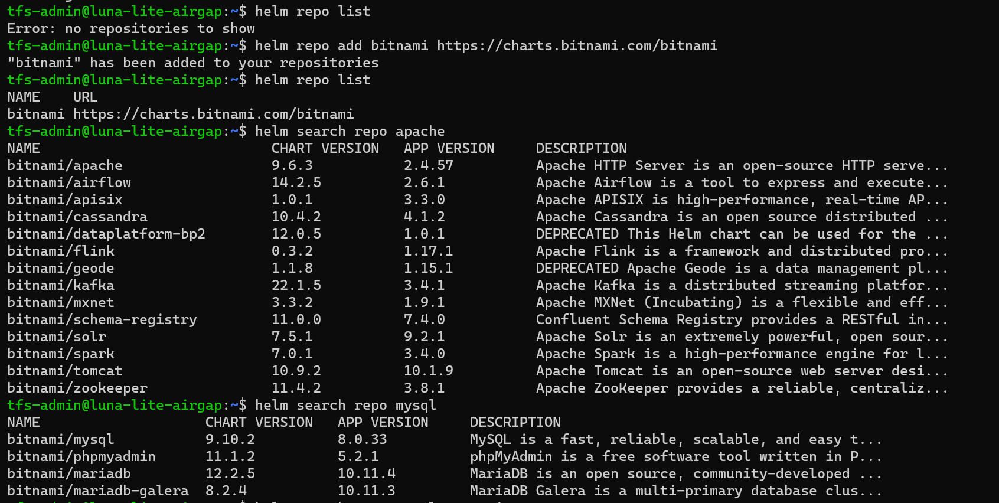 tfs-admin@luna-lite-airgap:~$ helm repo list
Error: no repositories to show
tfs-admin@luna-lite-airgap:~$ helm repo add bitnami https://charts.bitnami.com/bitnami
"bitnami" has been added to your repositories
tfs-admin@luna-lite-airgap:~$ helm repo list
NAME    URL
bitnami https://charts.bitnami.com/bitnami
tfs-admin@luna-lite-airgap:~$ helm search repo apache
NAME                            CHART VERSION   APP VERSION     DESCRIPTION
bitnami/apache                  9.6.3           2.4.57          Apache HTTP Server is an open-source HTTP serve...
bitnami/airflow                 14.2.5          2.6.1           Apache Airflow is a tool to express and execute...
bitnami/apisix                  1.0.1           3.3.0           Apache APISIX is high-performance, real-time AP...
bitnami/cassandra               10.4.2          4.1.2           Apache Cassandra is an open source distributed ...
bitnami/dataplatform-bp2        12.0.5          1.0.1           DEPRECATED This Helm chart can be used for the ...
bitnami/flink                   0.3.2           1.17.1          Apache Flink is a framework and distributed pro...
bitnami/geode                   1.1.8           1.15.1          DEPRECATED Apache Geode is a data management pl...
bitnami/kafka                   22.1.5          3.4.1           Apache Kafka is a distributed streaming platfor...
bitnami/mxnet                   3.3.2           1.9.1           Apache MXNet (Incubating) is a flexible and eff...
bitnami/schema-registry         11.0.0          7.4.0           Confluent Schema Registry provides a RESTful in...
bitnami/solr                    7.5.1           9.2.1           Apache Solr is an extremely powerful, open sour...
bitnami/spark                   7.0.1           3.4.0           Apache Spark is a high-performance engine for l...
bitnami/tomcat                  10.9.2          10.1.9          Apache Tomcat is an open-source web server desi...
bitnami/zookeeper               11.4.2          3.8.1           Apache ZooKeeper provides a reliable, centraliz...
tfs-admin@luna-lite-airgap:~$ helm search repo mysql
NAME                    CHART VERSION   APP VERSION     DESCRIPTION
bitnami/mysql           9.10.2          8.0.33          MySQL is a fast, reliable, scalable, and easy t...
bitnami/phpmyadmin      11.1.2          5.2.1           phpMyAdmin is a free software tool written in P...
bitnami/mariadb         12.2.5          10.11.4         MariaDB is an open source, community-developed ...
bitnami/mariadb-galera  8.2.4           10.11.3         MariaDB Galera is a multi-primary database clus...